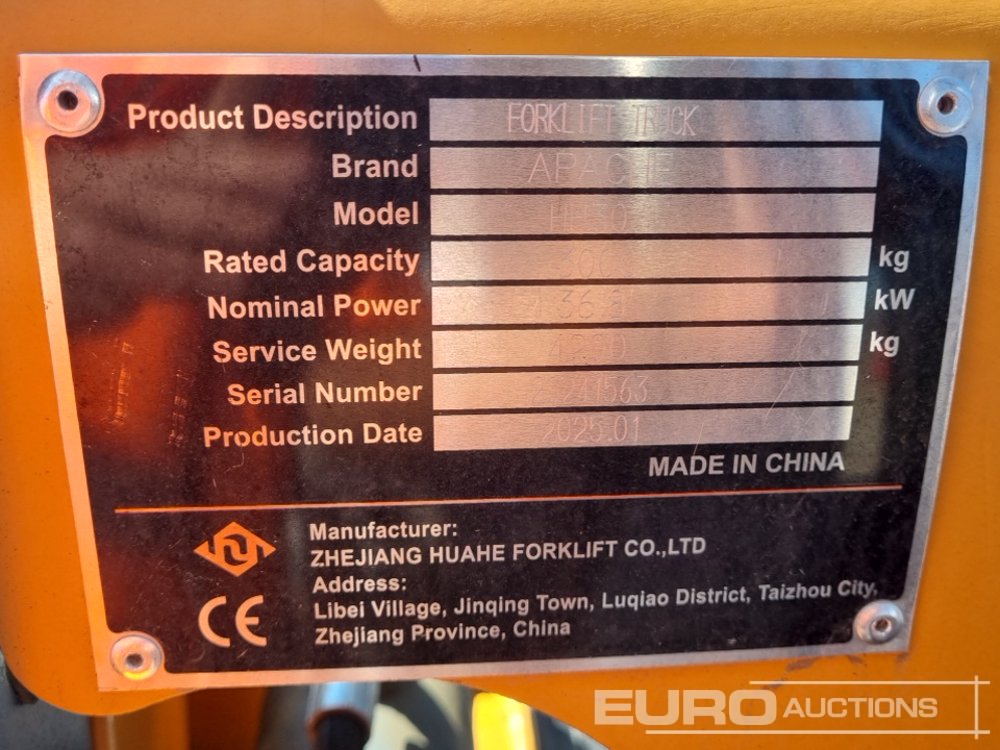 Product Description FORKLIFT TRUCK
Brand APACHE
Model
Rated Capacity kg
Nominal Power kW
Service Weight kg
Serial Number
Production Date 2025.01
MADE IN CHINA
Manufacturer:
ZHEJIANG HUAHE FORKLIFT CO.,LTD
Address:
Libei Village, Jinqing Town, Luqiao District, Taizhou City,
Zhejiang Province, China
CE
EURO AUCTIONS